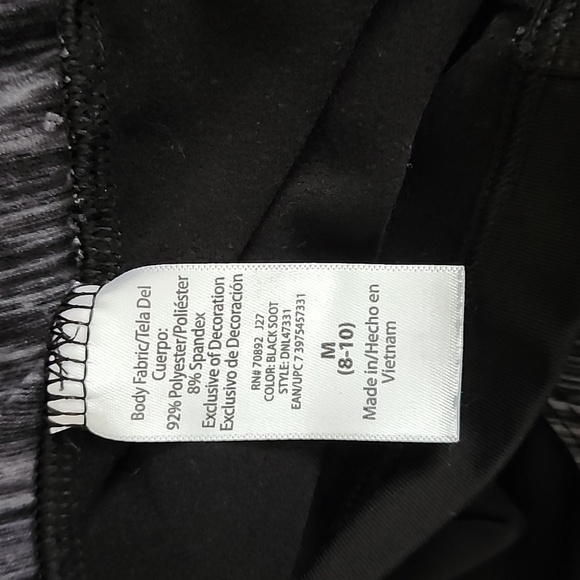 Body Fabric/Tela Del
Cuerpo:
92% Polyester/Poliéster
8% Spandex
Exclusive of Decoration
Exclusivo de Decoración
RN# 70892 J27
COLOR: BLACK SOOT
STYLE: DNL47331
EAN/UPC 7 3975457331
M
(8-10)
Made in/Hecho en
Vietnam